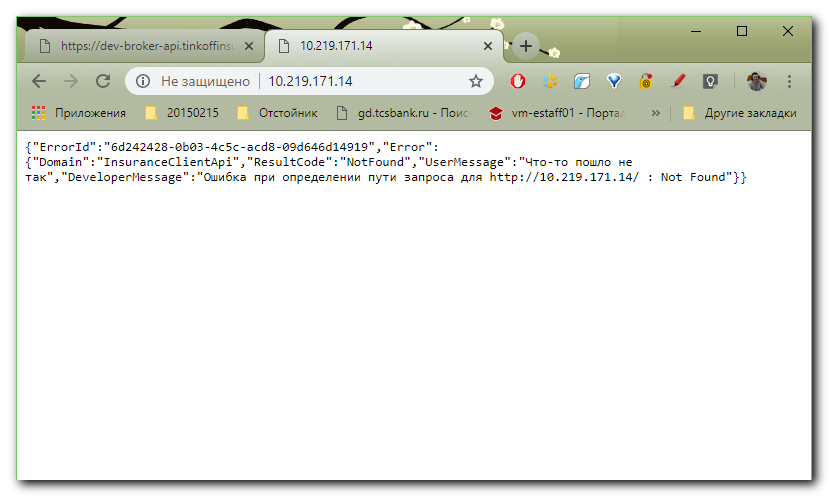 https://dev-broker-api.tinkoffinsu
10.219.171.14
Не защищено
10.219.171.14
Приложения
20150215
Отстойник
gd.tcsbank.ru - Поис
vm-estaff01 - Портал
»
Другие закладки
{"ErrorId":"6d242428-0b03-4c5c-acd8-09d646d14919","Error":
{"Domain":"InsuranceClientApi","ResultCode":"NotFound","UserMessage":"Что-то пошло не
так","DeveloperMessage":"Ошибка при определении пути запроса для http://10.219.171.14/ : Not Found"}}